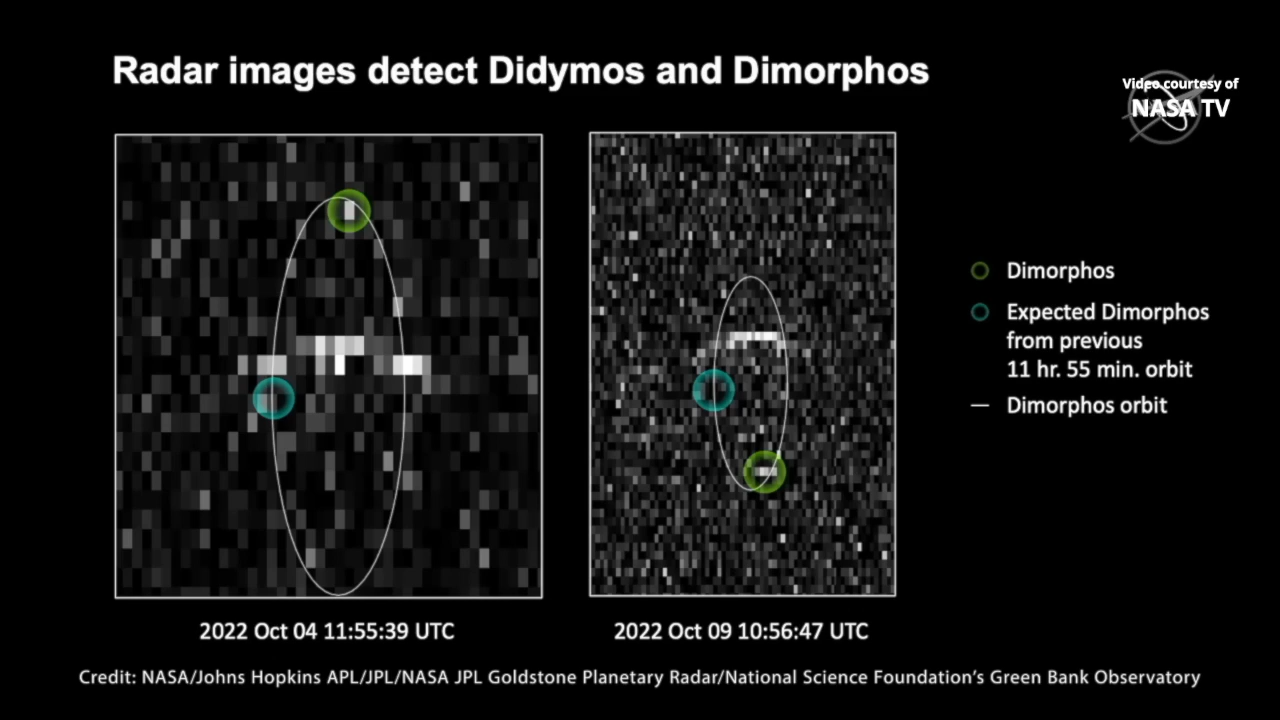 Radar images detect Didymos and Dimorphos
Video courtesy of
NASA TV
Dimorphos
Expected Dimorphos
from previous
11 hr. 55 min. orbit
Dimorphos orbit
2022 Oct 04 11:55:39 UTC
2022 Oct 09 10:56:47 UTC
Credit: NASA/Johns Hopkins APL/JPL/NASA JPL Goldstone Planetary Radar/National Science Foundation’s Green Bank Observatory